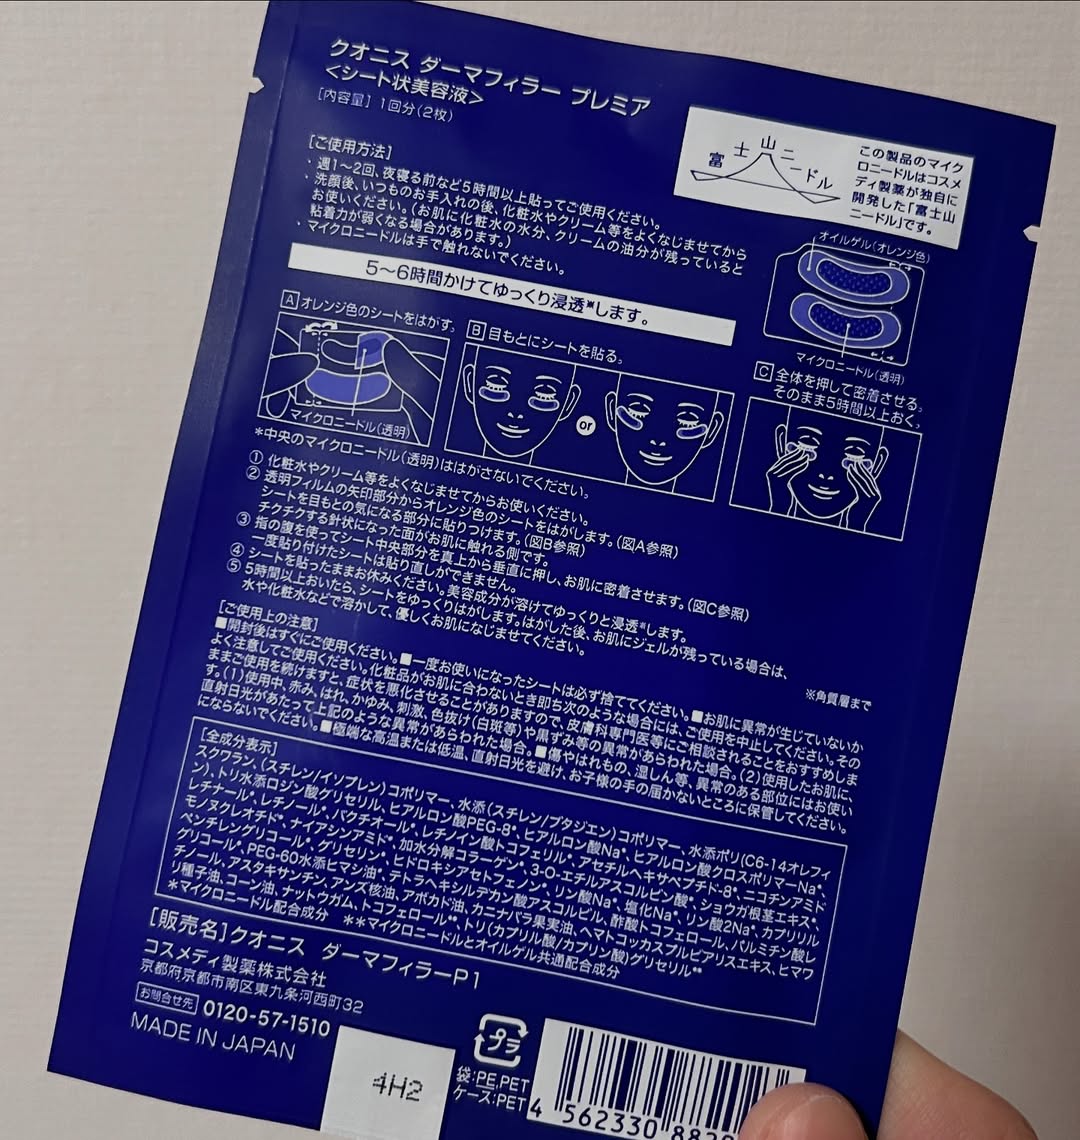 クオニス ダーマフィラー プレミア
<シート状美容液>
[内容量] 1回分(2枚)
富士山ニードル
この製品のマイク
ロニードルはコスメ
ディ製薬が独自に
開発した「富士山
ニードル」です。
[ご使用方法]
・週1〜2回、夜寝る前など5時間以上貼ってご使用ください。
・洗顔後、いつものお手入れの後、化粧水やクリーム等をよくなじませてから
お使いください。(お肌に化粧水の水分、クリームの油分が残っていると
粘着力が弱くなる場合があります。)
・マイクロニードルは手で触れないでください。
オイルゲル(オレンジ色)
マイクロニードル(透明)
5〜6時間かけてゆっくり浸透※します。
A オレンジ色のシートをはがす。
マイクロニードル(透明)
B 目もとにシートを貼る。
or
C 全体を押して密着させる。
そのまま5時間以上おく。
*中央のマイクロニードル(透明)ははがさないでください。
① 化粧水やクリーム等をよくなじませてからお使いください。
② 透明フィルムの矢印部分からオレンジ色のシートをはがします。(図A参照)
シートを目もとの気になる部分に貼りつけます。(図B参照)
チクチクする針状になった面がお肌に触れる側です。
③ 指の腹を使ってシート中央部分を真上から垂直に押し、お肌に密着させます。(図C参照)
一度貼り付けたシートは貼り直しができません。
④ シートを貼ったままお休みください。美容成分が溶けてゆっくりと浸透※します。
⑤ 5時間以上おいたら、シートをゆっくりはがします。はがした後、お肌にジェルが残っている場合は、
水や化粧水などで溶かして、優しくお肌になじませてください。
※角質層まで
[ご使用上の注意]
■開封後はすぐにご使用ください。■一度お使いになったシートは必ず捨ててください。■お肌に異常が生じていないか
よく注意してご使用ください。化粧品がお肌に合わないとき即ち次のような場合には、ご使用を中止してください。その
ままご使用を続けますと、症状を悪化させることがありますので、皮膚科専門医等にご相談されることをおすすめしま
す。(1)使用中、赤み、はれ、かゆみ、刺激、色抜け(白斑等)や黒ずみ等の異常があらわれた場合。(2)使用したお肌に、
直射日光があたって上記のような異常があらわれた場合。■傷やはれもの、湿しん等、異常のある部位にはお使い
にならないでください。■極端な高温または低温、直射日光を避け、お子様の手の届かないところに保管してください。
[全成分表示]
スクワラン、(スチレン/イソプレン)コポリマー、水添(スチレン/ブタジエン)コポリマー、水添ポリ(C6-14オレフィ
ン)、トリ水添ロジン酸グリセリル、ヒアルロン酸PEG-8*、ヒアルロン酸Na*、ヒアルロン酸クロスポリマーNa*、
レチナール*、レチノール*、バクチオール*、レチノイン酸トコフェリル*、アセチルヘキサペプチド-8*、ニコチンアミド
モノヌクレオチド*、ナイアシンアミド*、加水分解コラーゲン*、3-O-エチルアスコルビン酸*、ショウガ根茎エキス*、
ペンチレングリコール*、グリセリン*、ヒドロキシアセトフェノン*、リン酸Na*、塩化Na*、リン酸2Na*、カプリリル
グリコール*、PEG-60水添ヒマシ油*、テトラヘキシルデカン酸アスコルビル、酢酸トコフェロール、パルミチン酸レ
チノール、アスタキサンチン、アンズ核油、アボカド油、カニナバラ果実油、ヘマトコッカスプルビアリスエキス、ヒマワ
リ種子油、コーン油、ナットウガム、トコフェロール**、トリ(カプリル酸/カプリン酸)グリセリル**
*マイクロニードル配合成分 **マイクロニードルとオイルゲル共通配合成分
[販売名]クオニス ダーマフィラーP1
コスメディ製薬株式会社
京都府京都市南区東九条河西町32
お問合せ先 0120-57-1510
MADE IN JAPAN
4H2
プラ
袋:PE,PET
ケース:PET
4 562330 88